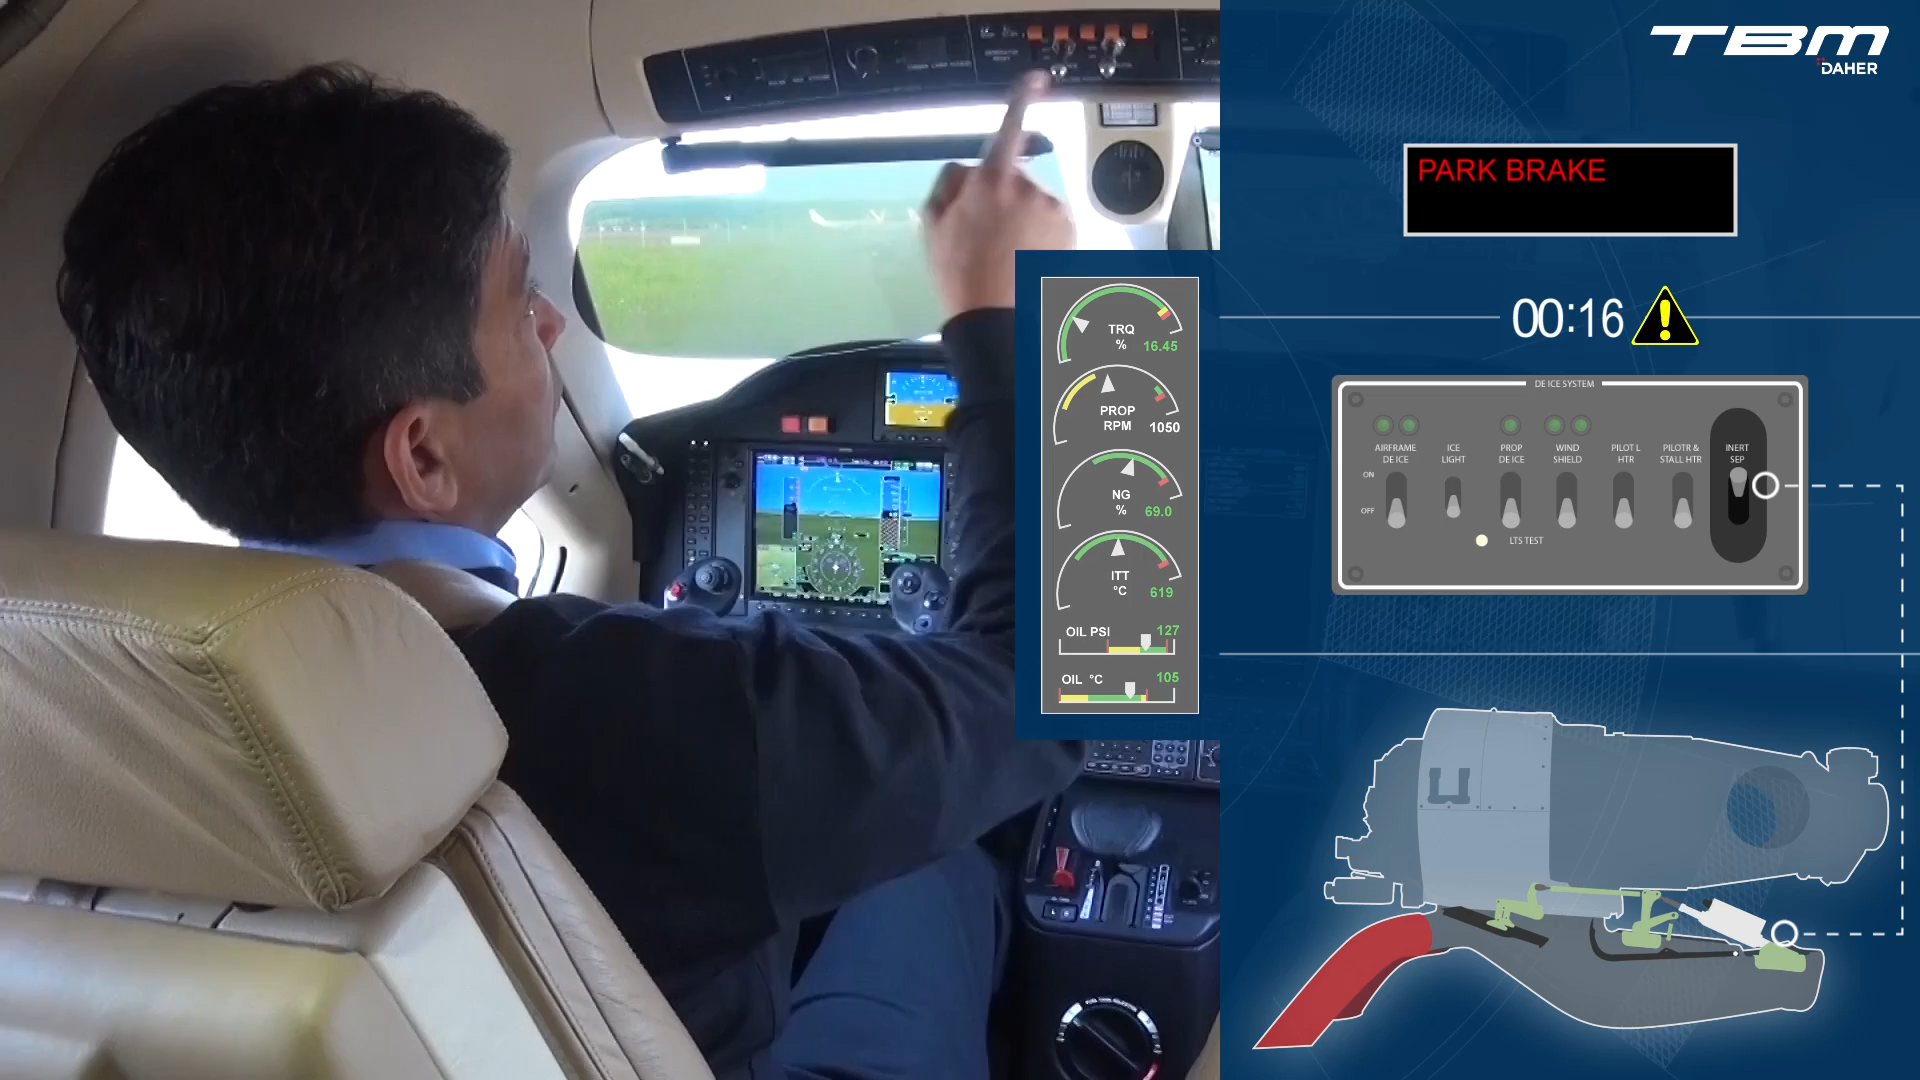 TBM
DAHER
PARK BRAKE
00:16
TRQ
% 16.45
PROP
RPM 1050
NG
% 69.0
ITT
°C 619
OIL PSI 127
OIL °C 105
DE ICE SYSTEM
AIRFRAME
DE ICE
ICE
LIGHT
PROP
DE ICE
WIND
SHIELD
PILOT L
HTR
PILOTR &
STALL HTR
INERT
SEP
ON
OFF
LTS TEST